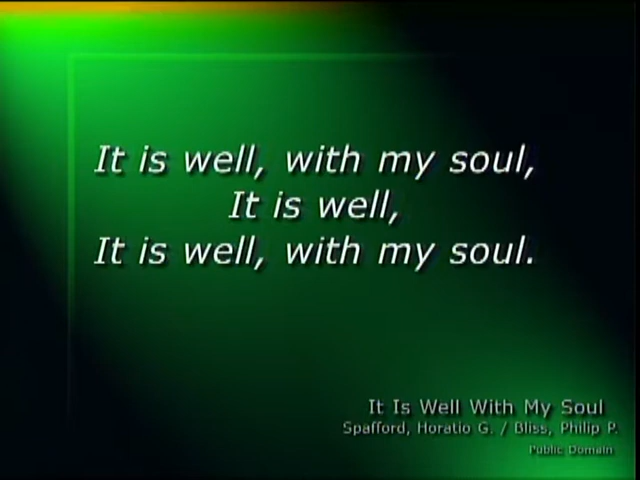 It is well, with my soul,
It is well,
It is well, with my soul.
It Is Well With My Soul
Spafford, Horatio G. / Bliss, Philip P.
Public Domain